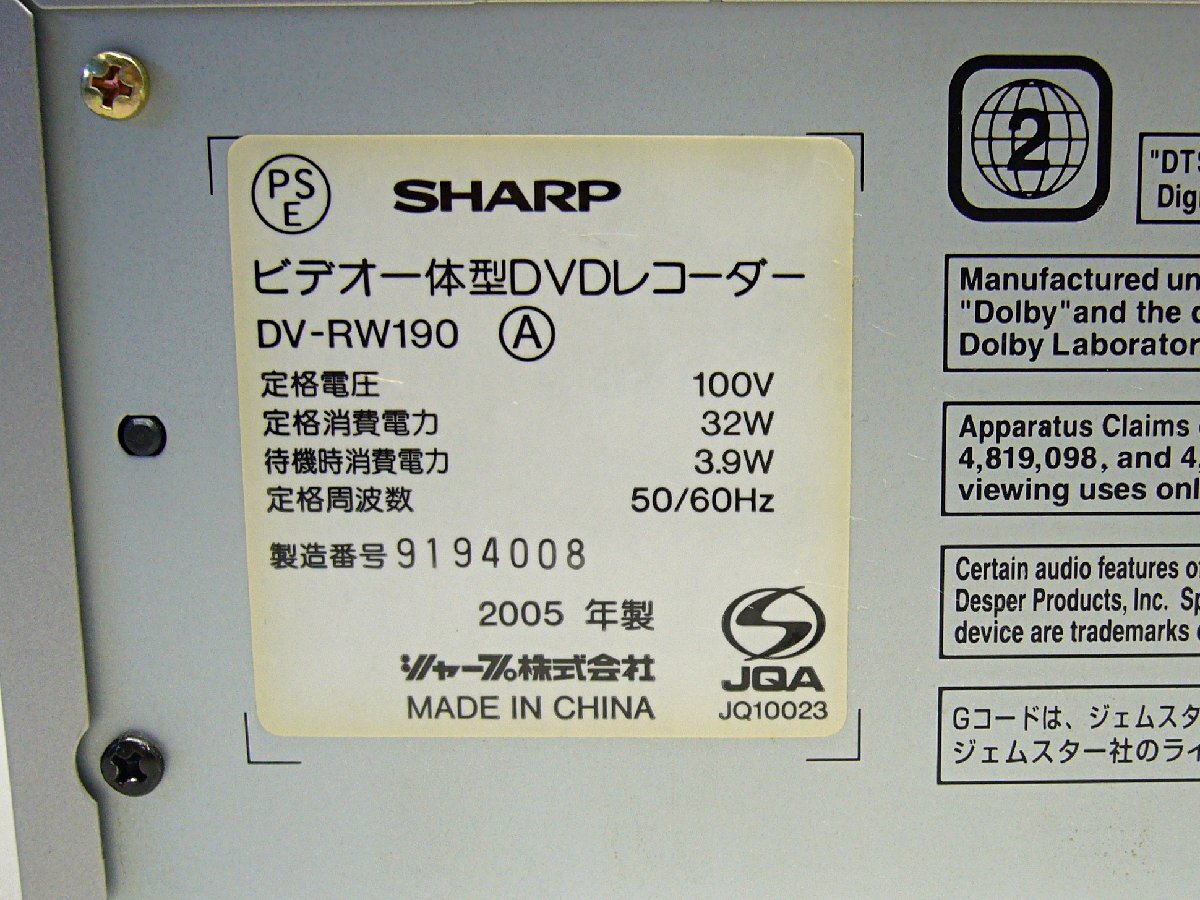 PS
E
SHARP
ビデオ一体型DVDレコーダー
DV-RW190 Ⓐ
定格電圧 100V
定格消費電力 32W
待機時消費電力 3.9W
定格周波数 50/60Hz
製造番号 9194008
2005 年製
シャープ株式会社
MADE IN CHINA
JQA
JQ10023
2
"DTS
Digi
Manufactured un
"Dolby"and the
Dolby Laborator
Apparatus Claims
4,819,098, and 4,
viewing uses onl
Certain audio features of
Desper Products, Inc. Sp
device are trademarks
Gコードは、ジェムスタ
ジェムスター社のライ